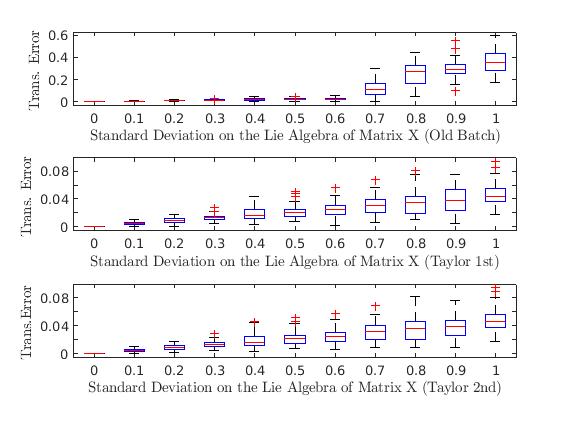 Trans. Error
0.6
0.4
0.2
0
0 0.1 0.2 0.3 0.4 0.5 0.6 0.7 0.8 0.9 1
Standard Deviation on the Lie Algebra of Matrix X (Old Batch)
Trans. Error
0.08
0.04
0
0 0.1 0.2 0.3 0.4 0.5 0.6 0.7 0.8 0.9 1
Standard Deviation on the Lie Algebra of Matrix X (Taylor 1st)
Trans.Error
0.08
0.04
0
0 0.1 0.2 0.3 0.4 0.5 0.6 0.7 0.8 0.9 1
Standard Deviation on the Lie Algebra of Matrix X (Taylor 2nd)